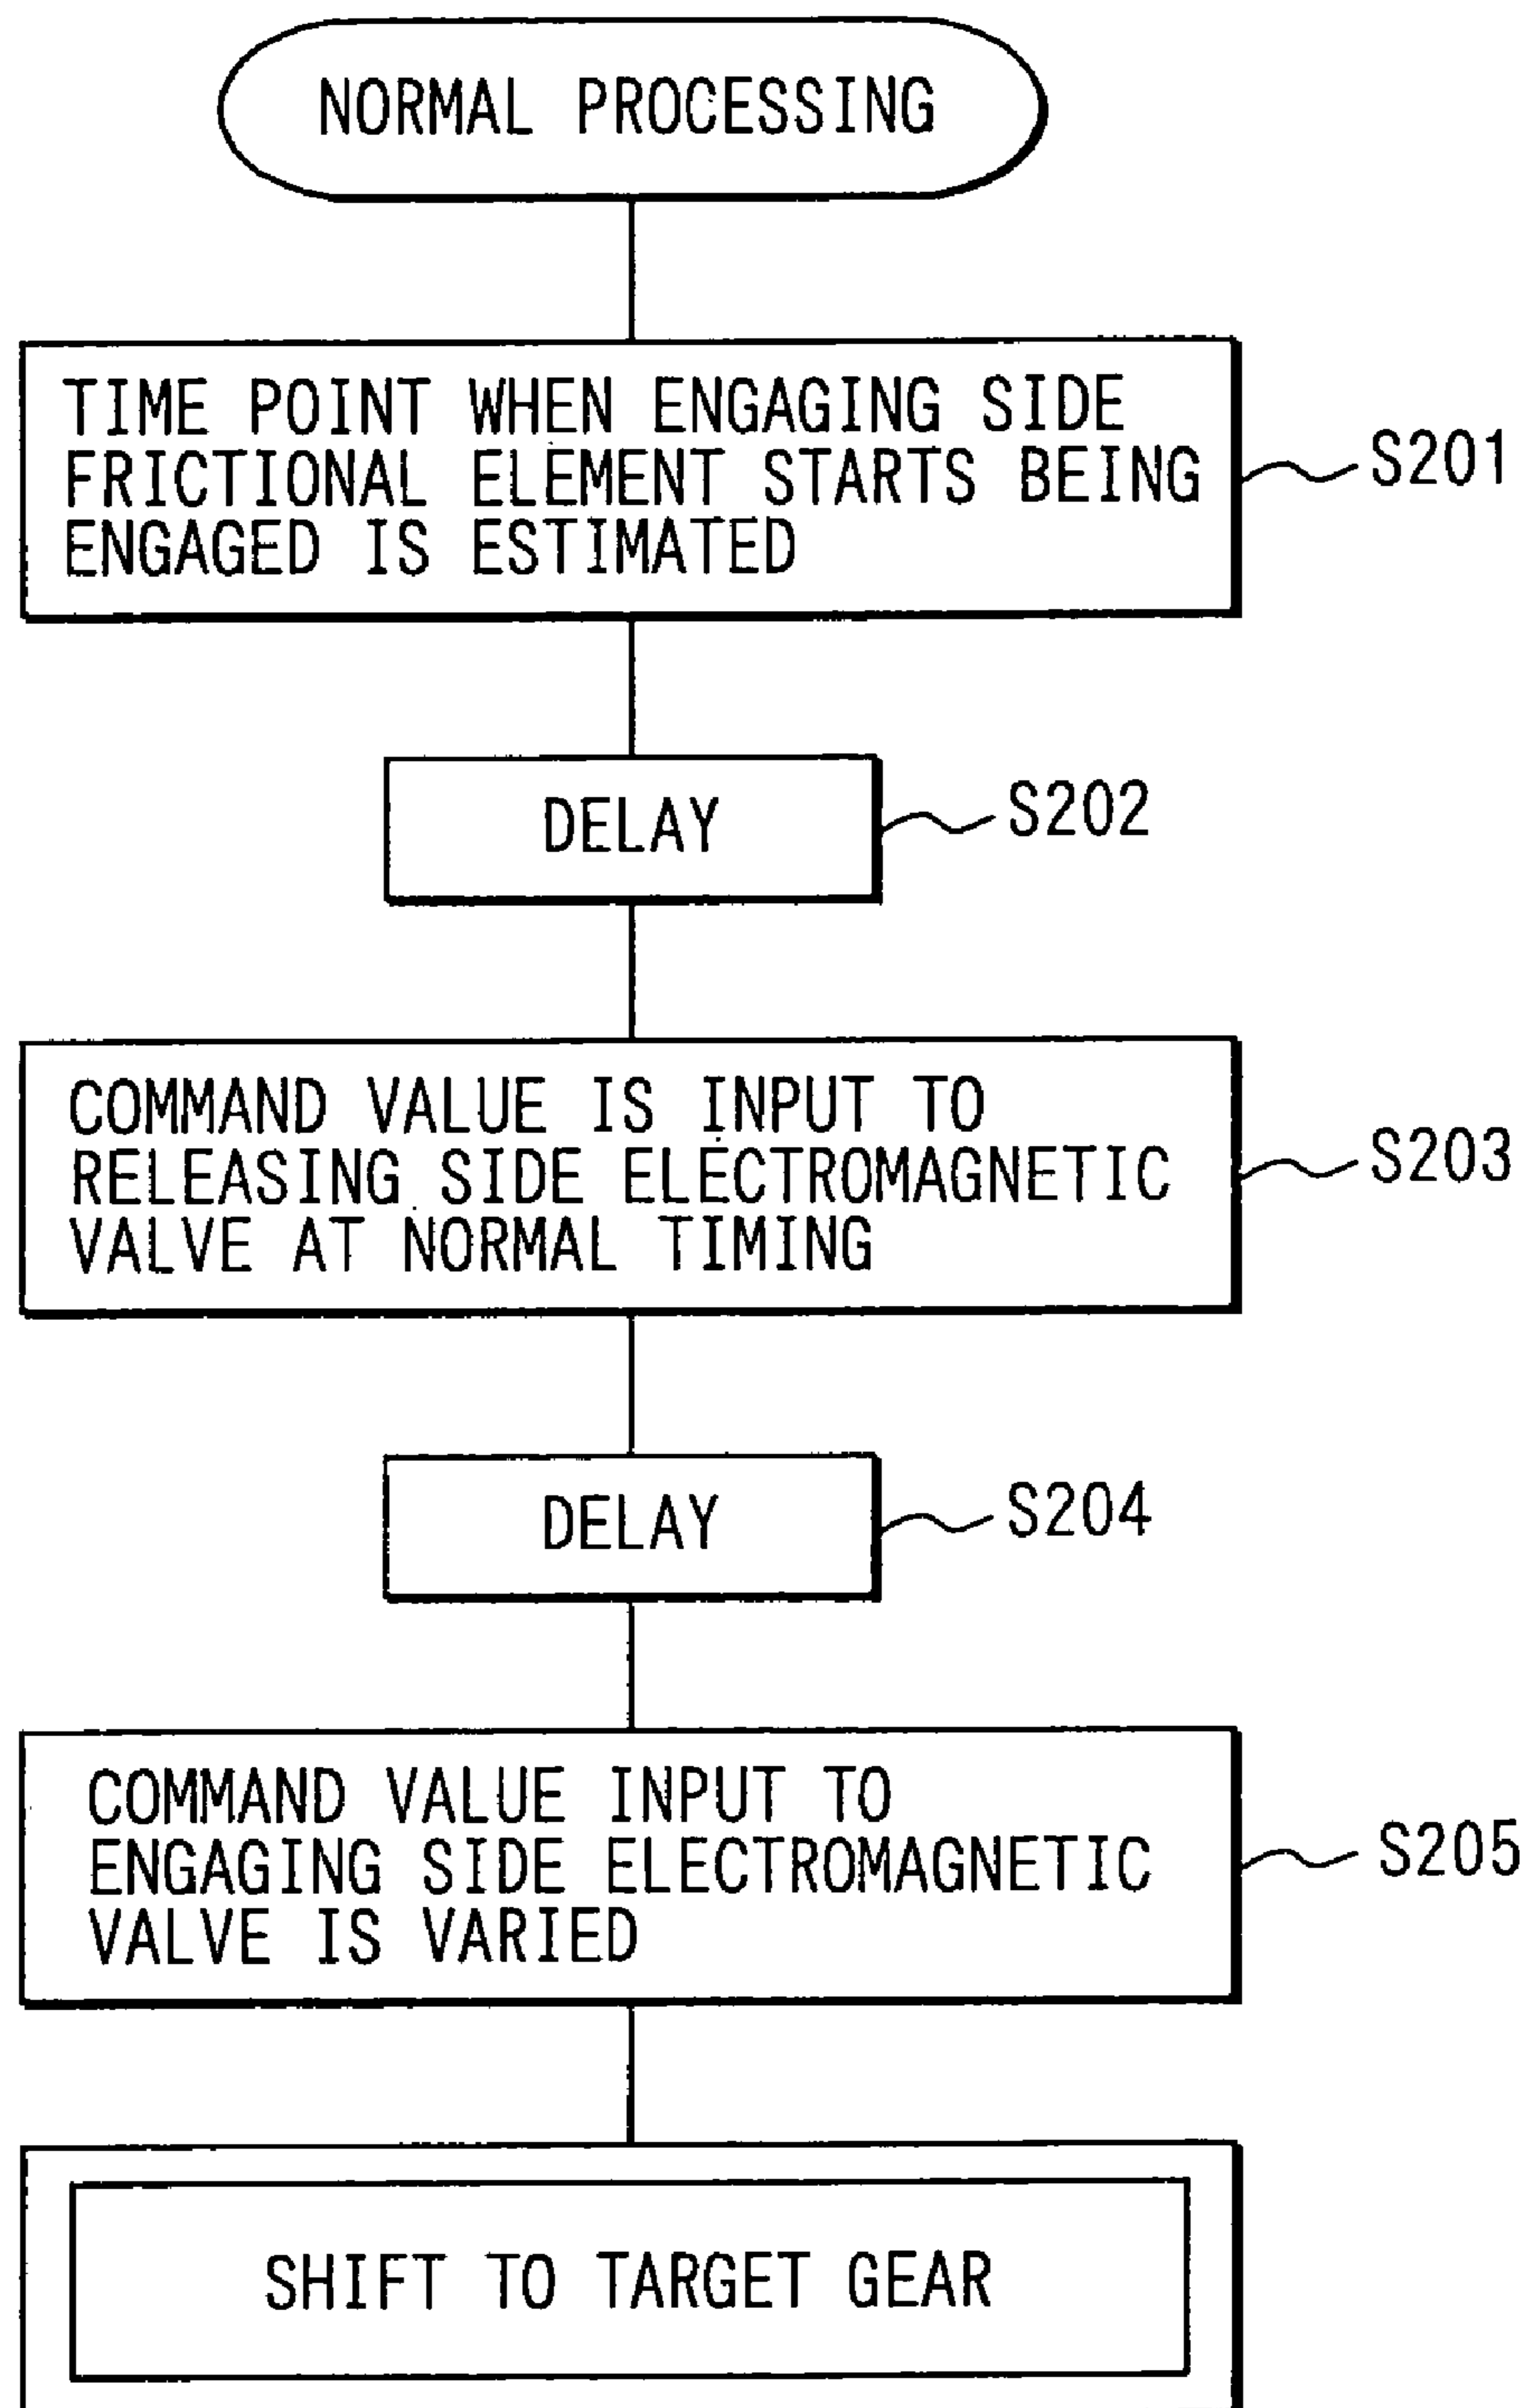 NORMAL PROCESSING
TIME POINT WHEN ENGAGING SIDE
FRICTIONAL ELEMENT STARTS BEING
ENGAGED IS ESTIMATED
S201
DELAY
S202
COMMAND VALUE IS INPUT TO
RELEASING SIDE ELECTROMAGNETIC
VALVE AT NORMAL TIMING
S203
DELAY
S204
COMMAND VALUE INPUT TO
ENGAGING SIDE ELECTROMAGNETIC
VALVE IS VARIED
S205
SHIFT TO TARGET GEAR